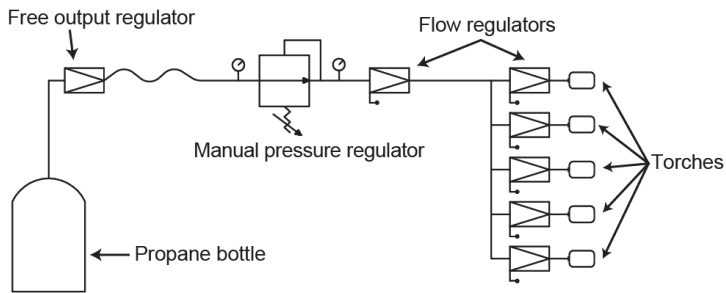 Free output regulator
Flow regulators
Manual pressure regulator
Torches
Propane bottle